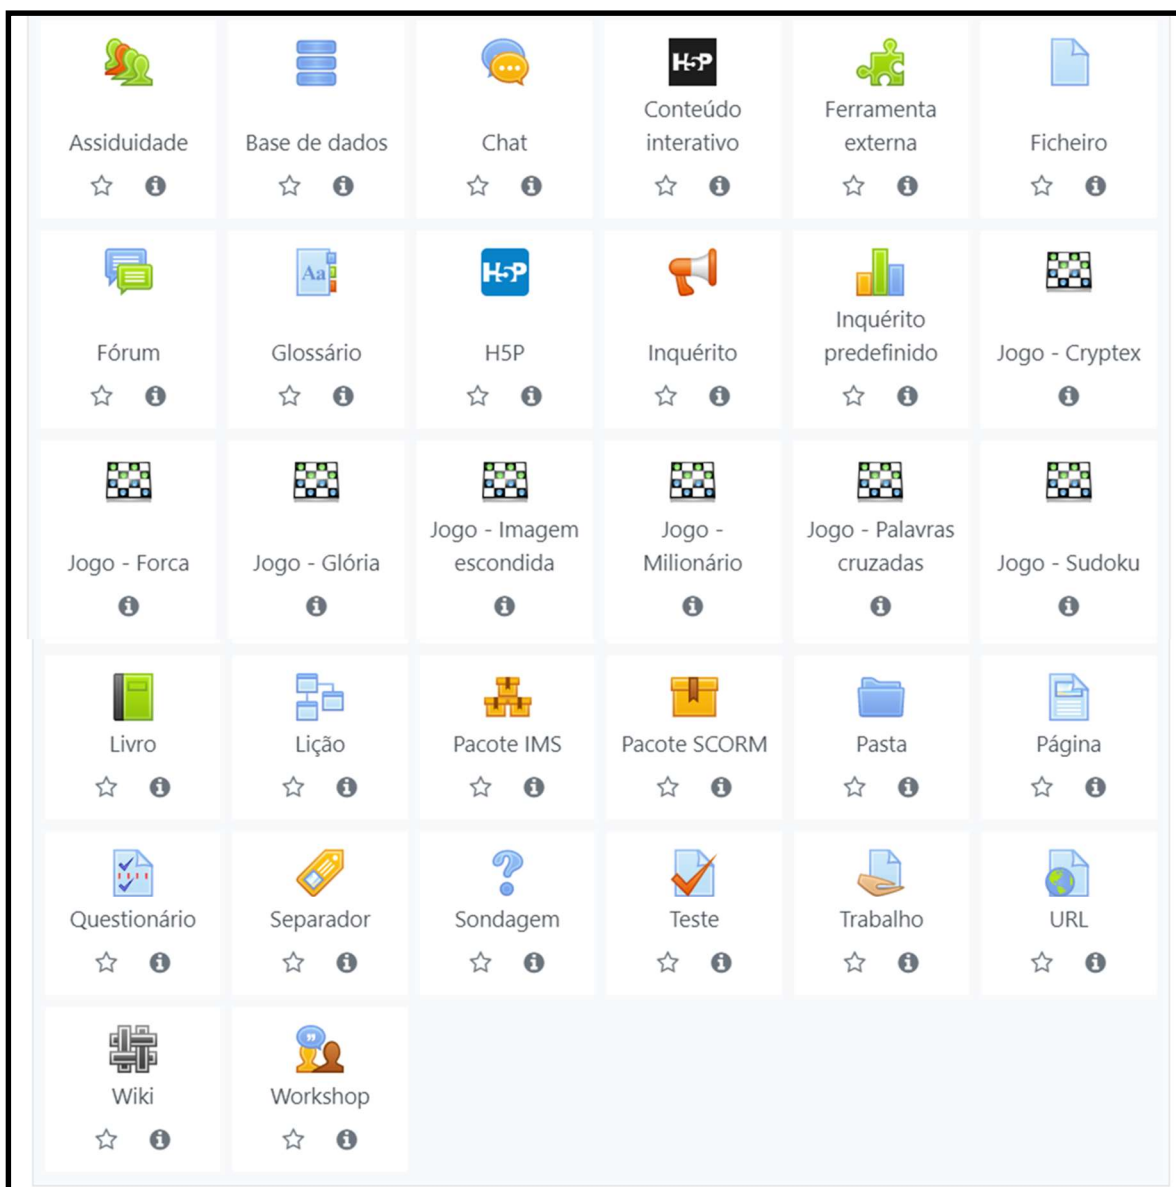 H5P
Conteúdo
interativo
Ferramenta
externa
Assiduidade
Base de dados
Chat
Ficheiro
Aa
H5P
Inquérito
predefinido
Fórum
Glossário
H5P
Inquérito
Jogo - Cryptex
Jogo - Imagem
escondida
Jogo -
Milionário
Jogo - Palavras
cruzadas
Jogo - Forca
Jogo - Glória
Jogo - Sudoku
Livro
Lição
Pacote IMS
Pacote SCORM
Pasta
Página
Questionário
Separador
Sondagem
Teste
Trabalho
URL
Wiki
Workshop